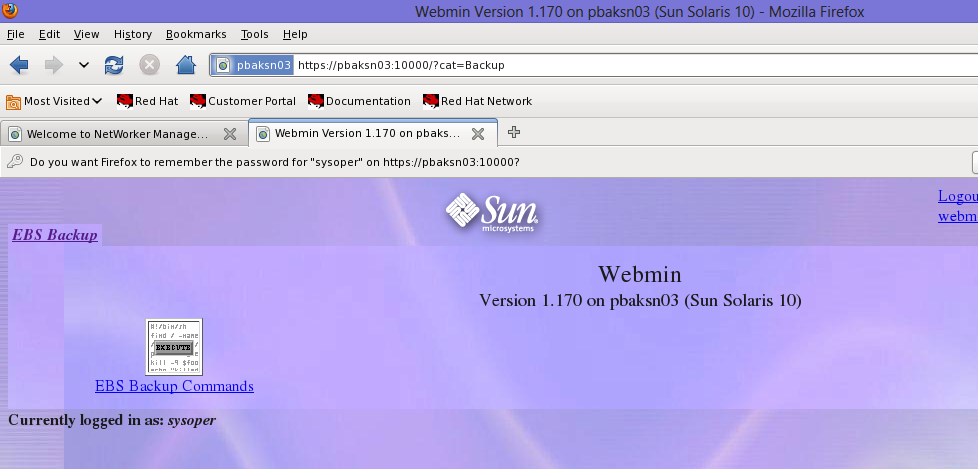 Webmin Version 1.170 on pbaksn03 (Sun Solaris 10) - Mozilla Firefox
File Edit View History Bookmarks Tools Help
pbaksn03 https://pbaksn03:10000/?cat=Backup
Most Visited Red Hat Customer Portal Documentation Red Hat Network
Welcome to NetWorker Manage... Webmin Version 1.170 on pbaks...
Do you want Firefox to remember the password for "sysoper" on https://pbaksn03:10000?
Sun
microsystems
Logou
webm
EBS Backup
Webmin
Version 1.170 on pbaksn03 (Sun Solaris 10)
EXECUTE
kill -9 $foo
EBS Backup Commands
Currently logged in as: sysoper